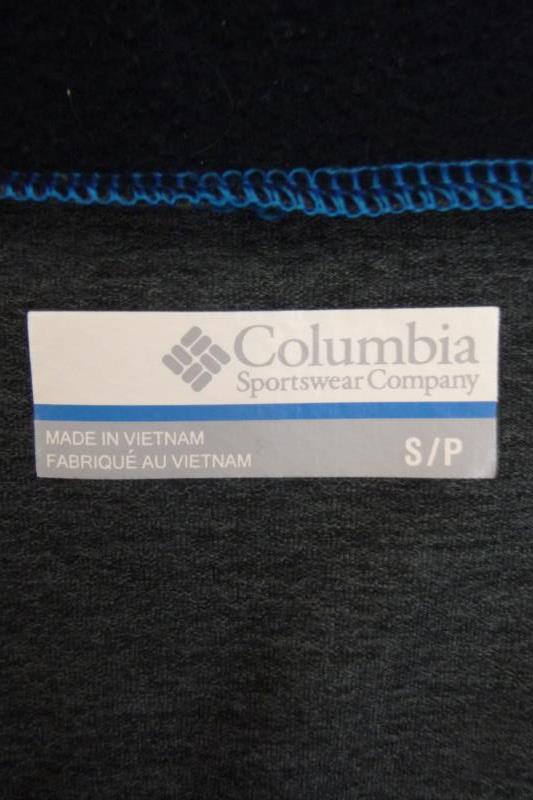 Columbia
Sportswear Company
MADE IN VIETNAM
FABRIQUÉ AU VIETNAM
S/P